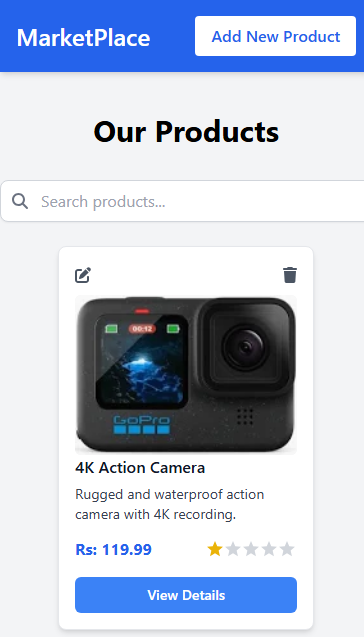 MarketPlace
Add New Product
Our Products
Search products...
00:12
GoPro
4K Action Camera
Rugged and waterproof action
camera with 4K recording.
Rs: 119.99
View Details